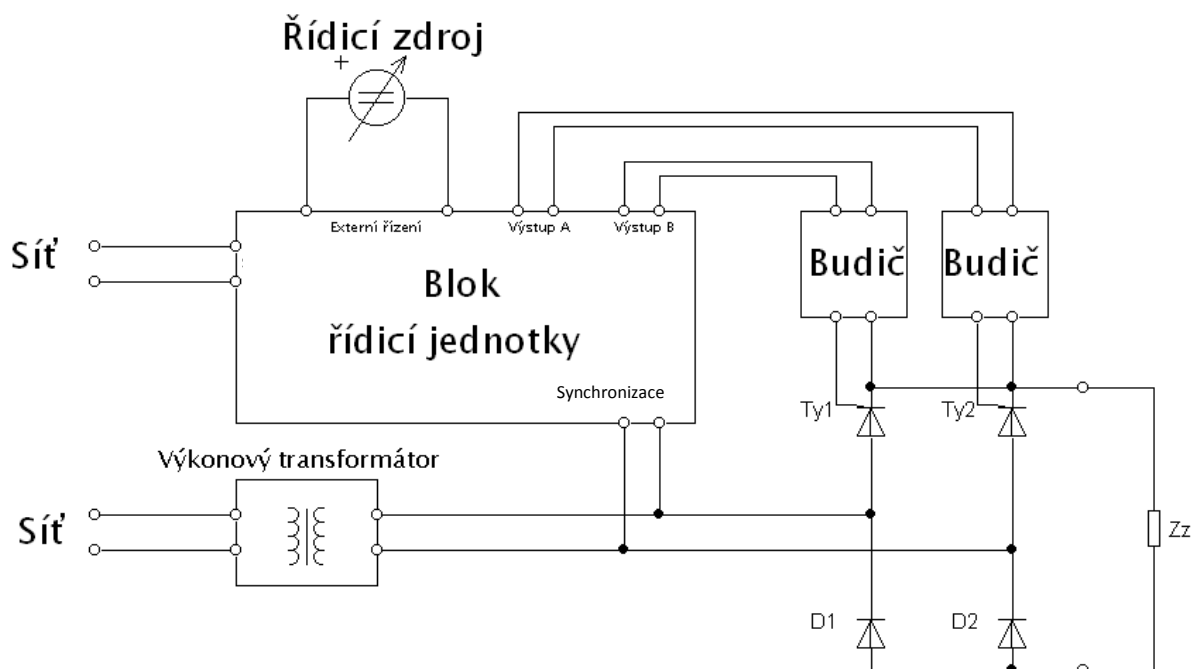 Řídicí zdroj
+
Externí řízení
Výstup A
Výstup B
Síť
Blok
řídicí jednotky
Budič
Budič
Synchronizace
Ty1
Ty2
Výkonový transformátor
Síť
Zz
D1
D2